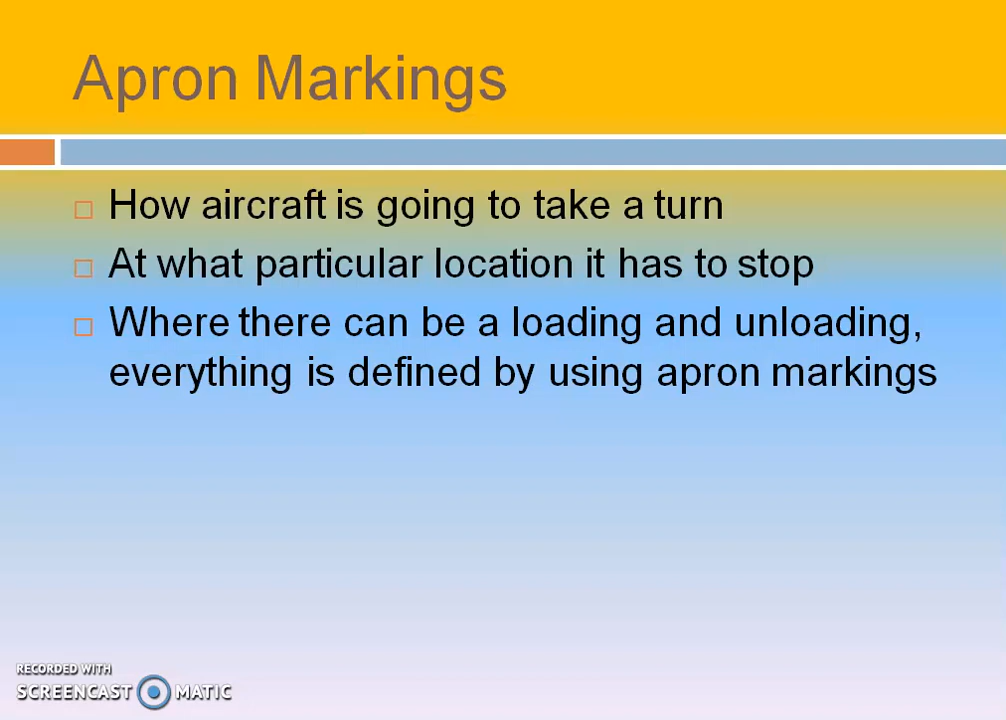 Apron Markings
How aircraft is going to take a turn
At what particular location it has to stop
Where there can be a loading and unloading,
everything is defined by using apron markings
RECORDED WITH
SCREENCAST MATIC